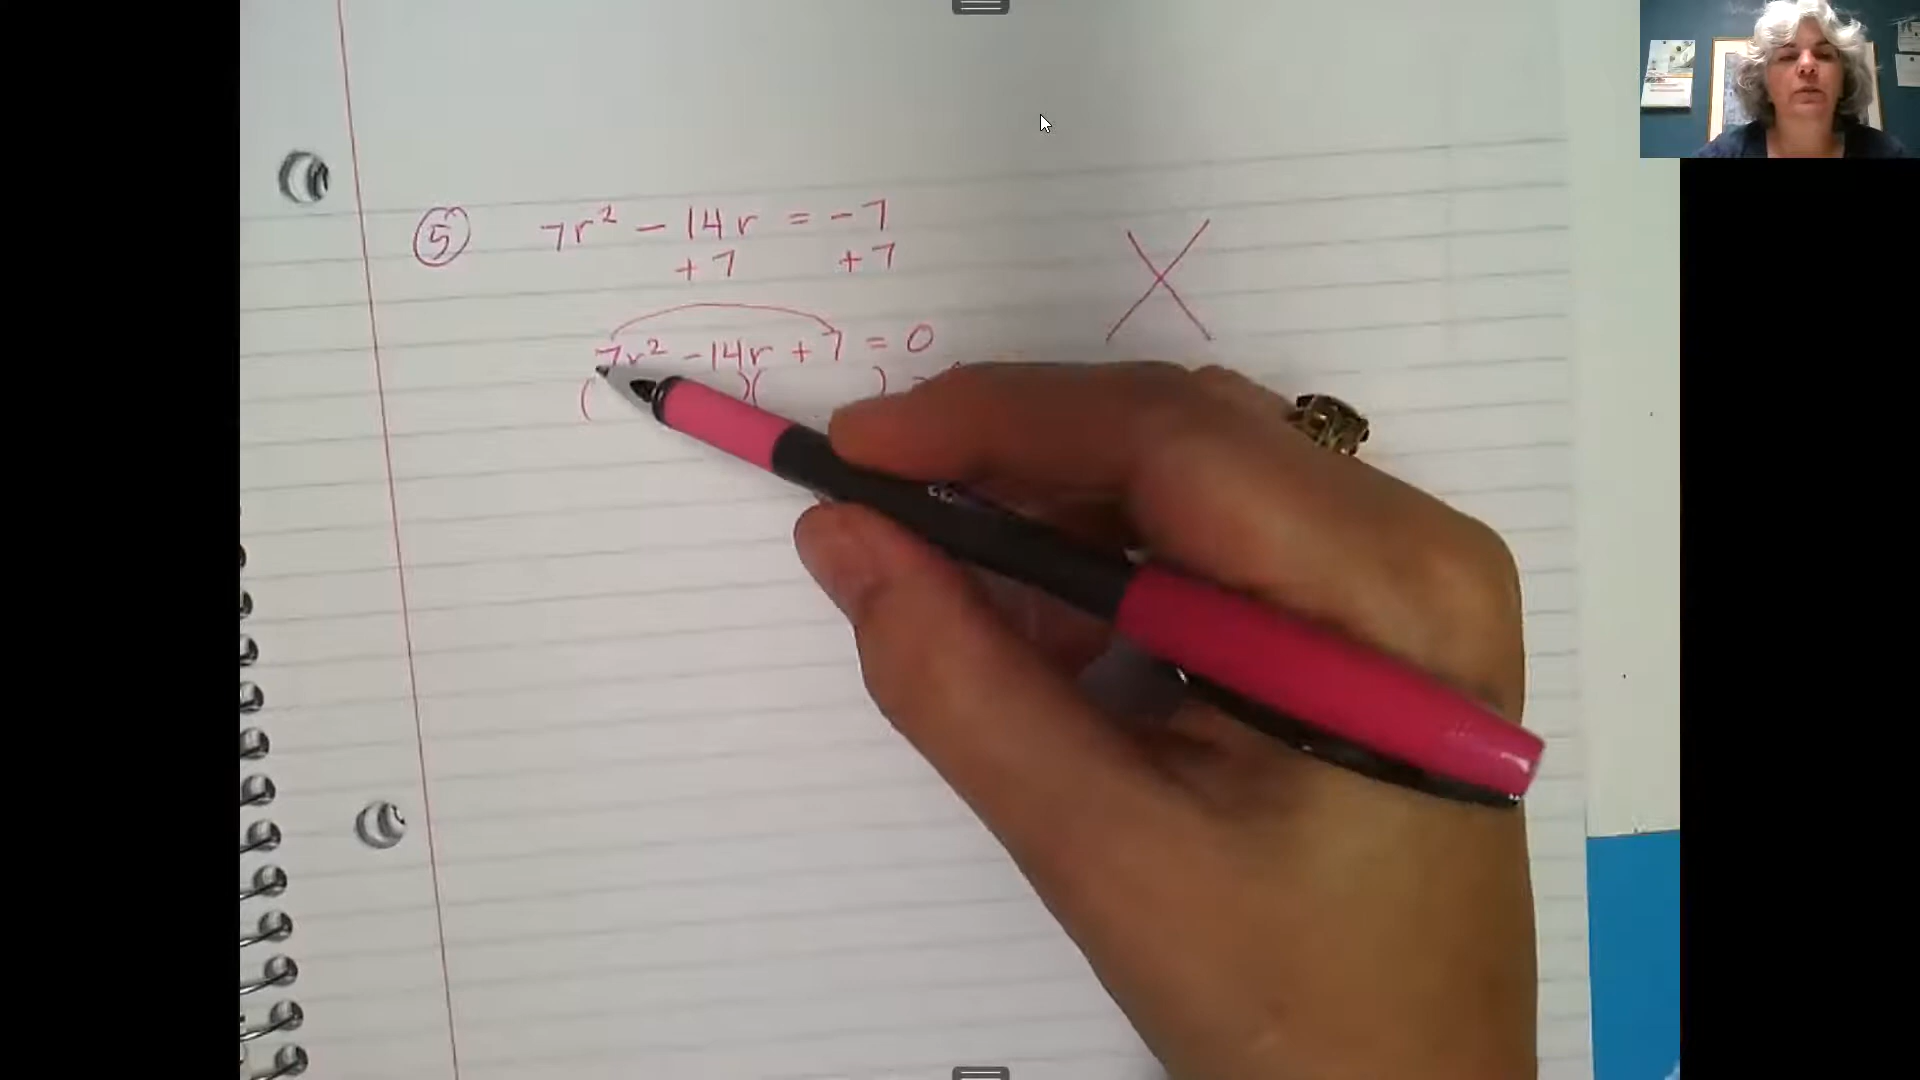 5 7r² - 14r = -7
+7 +7
7r² - 14r + 7 = 0
( )( )